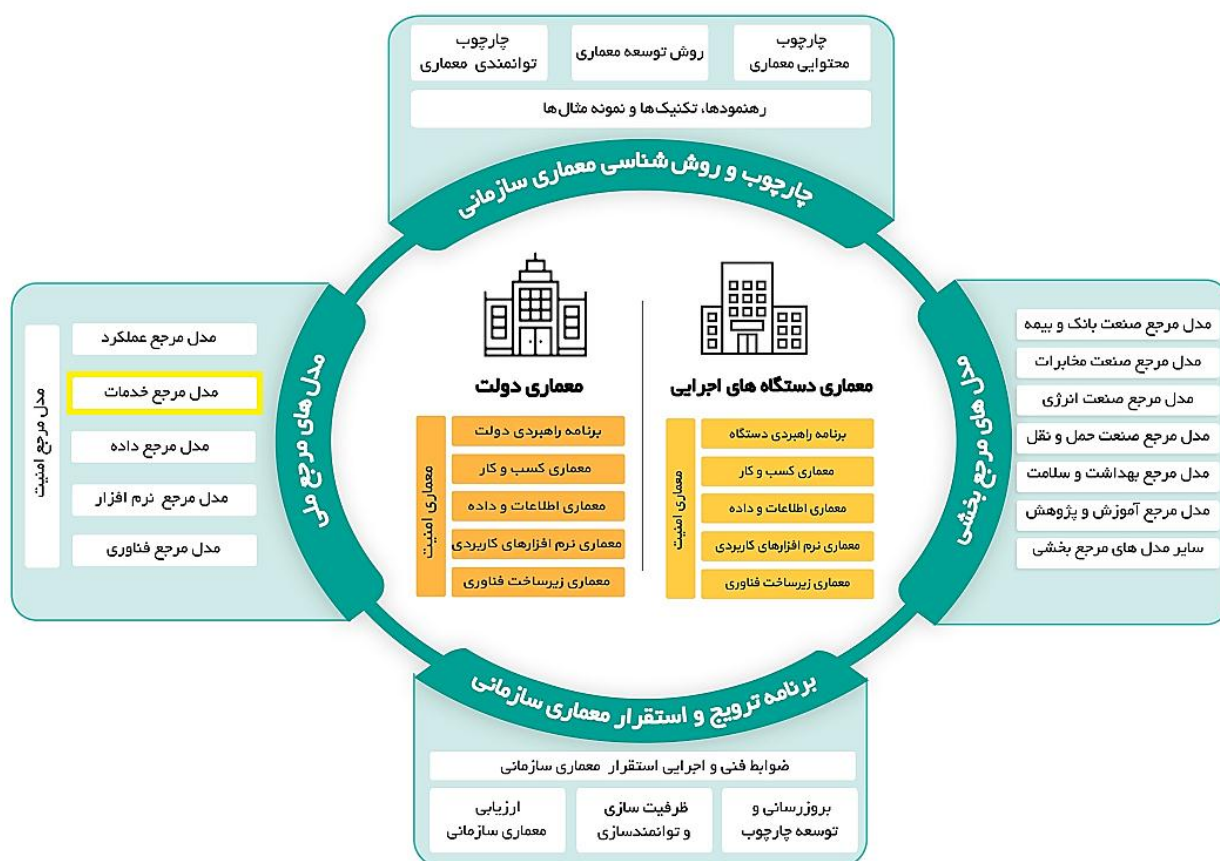 چارچوب
محتوایی معماری
روش توسعه معماری
چارچوب
توانمندی معماری
رهنمودها، تکنیک‌ها و نمونه مثال‌ها
چارچوب و روش شناسی معماری سازمانی
مدل های مرجع بخشی
مدل مرجع صنعت بانک و بیمه
مدل مرجع صنعت مخابرات
مدل مرجع صنعت انرژی
مدل مرجع صنعت حمل و نقل
مدل مرجع بهداشت و سلامت
مدل مرجع آموزش و پژوهش
سایر مدل های مرجع بخشی
معماری دستگاه های اجرایی
برنامه راهبردی دستگاه
معماری کسب و کار
معماری اطلاعات و داده
معماری نرم افزارهای کاربردی
معماری زیرساخت فناوری
معماری امنیت
معماری دولت
برنامه راهبردی دولت
معماری کسب و کار
معماری اطلاعات و داده
معماری نرم افزارهای کاربردی
معماری زیرساخت فناوری
معماری امنیت
مدل های مرجع ملی
مدل مرجع عملکرد
مدل مرجع خدمات
مدل مرجع داده
مدل مرجع نرم افزار
مدل مرجع فناوری
مدل مرجع امنیت
برنامه ترویج و استقرار معماری سازمانی
ضوابط فنی و اجرایی استقرار معماری سازمانی
بروزرسانی و
توسعه چارچوب
ظرفیت سازی
و توانمندسازی
ارزیابی
معماری سازمانی